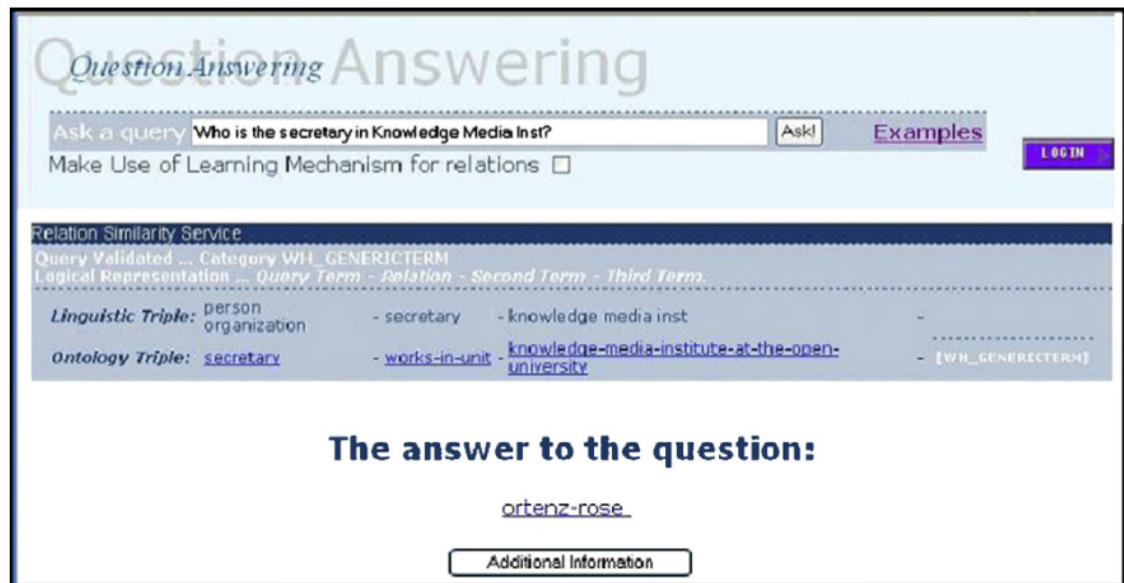 Question Answering
Question Answering
Ask a query Who is the secretary in Knowledge Media Inst? Ask! Examples
Make Use of Learning Mechanism for relations
LOGIN
Relation Similarity Service
Query Validated ... Category WH_GENERICTERM
Logical Representation ... Query Term - Relation - Second Term - Third Term.
Linguistic Triple: person organization - secretary - knowledge media inst -
Ontology Triple: secretary - works-in-unit - knowledge-media-institute-at-the-open-university - [WH_GENERICTERM]
The answer to the question:
ortenz-rose
Additional Information